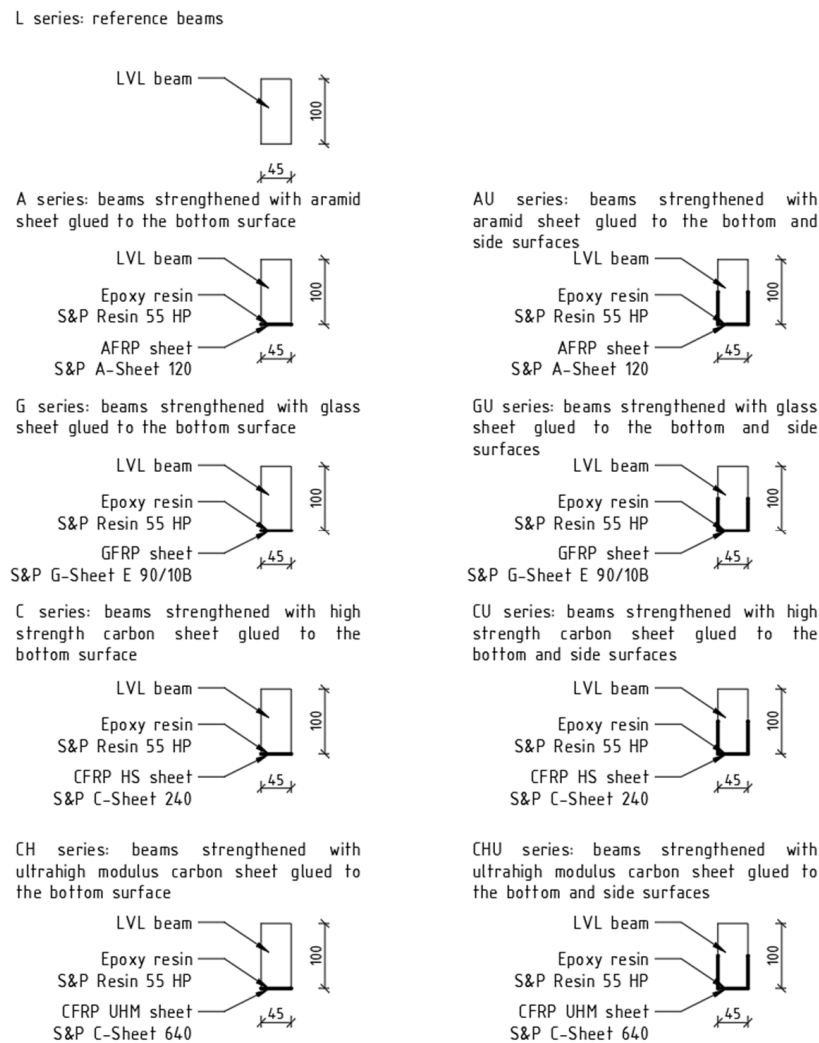 L series: reference beams
LVL beam
100
45
A series: beams strengthened with aramid
sheet glued to the bottom surface
LVL beam
Epoxy resin
S&P Resin 55 HP
AFRP sheet
S&P A-Sheet 120
100
45
AU series: beams strengthened with
aramid sheet glued to the bottom and
side surfaces
LVL beam
Epoxy resin
S&P Resin 55 HP
AFRP sheet
S&P A-Sheet 120
100
45
G series: beams strengthened with glass
sheet glued to the bottom surface
LVL beam
Epoxy resin
S&P Resin 55 HP
GFRP sheet
S&P G-Sheet E 90/10B
100
45
GU series: beams strengthened with glass
sheet glued to the bottom and side
surfaces
LVL beam
Epoxy resin
S&P Resin 55 HP
GFRP sheet
S&P G-Sheet E 90/10B
100
45
C series: beams strengthened with high
strength carbon sheet glued to the
bottom surface
LVL beam
Epoxy resin
S&P Resin 55 HP
CFRP HS sheet
S&P C-Sheet 240
100
45
CU series: beams strengthened with high
strength carbon sheet glued to the
bottom and side surfaces
LVL beam
Epoxy resin
S&P Resin 55 HP
CFRP HS sheet
S&P C-Sheet 240
100
45
CH series: beams strengthened with
ultrahigh modulus carbon sheet glued to
the bottom surface
LVL beam
Epoxy resin
S&P Resin 55 HP
CFRP UHM sheet
S&P C-Sheet 640
100
45
CHU series: beams strengthened with
ultrahigh modulus carbon sheet glued to
the bottom and side surfaces
LVL beam
Epoxy resin
S&P Resin 55 HP
CFRP UHM sheet
S&P C-Sheet 640
100
45